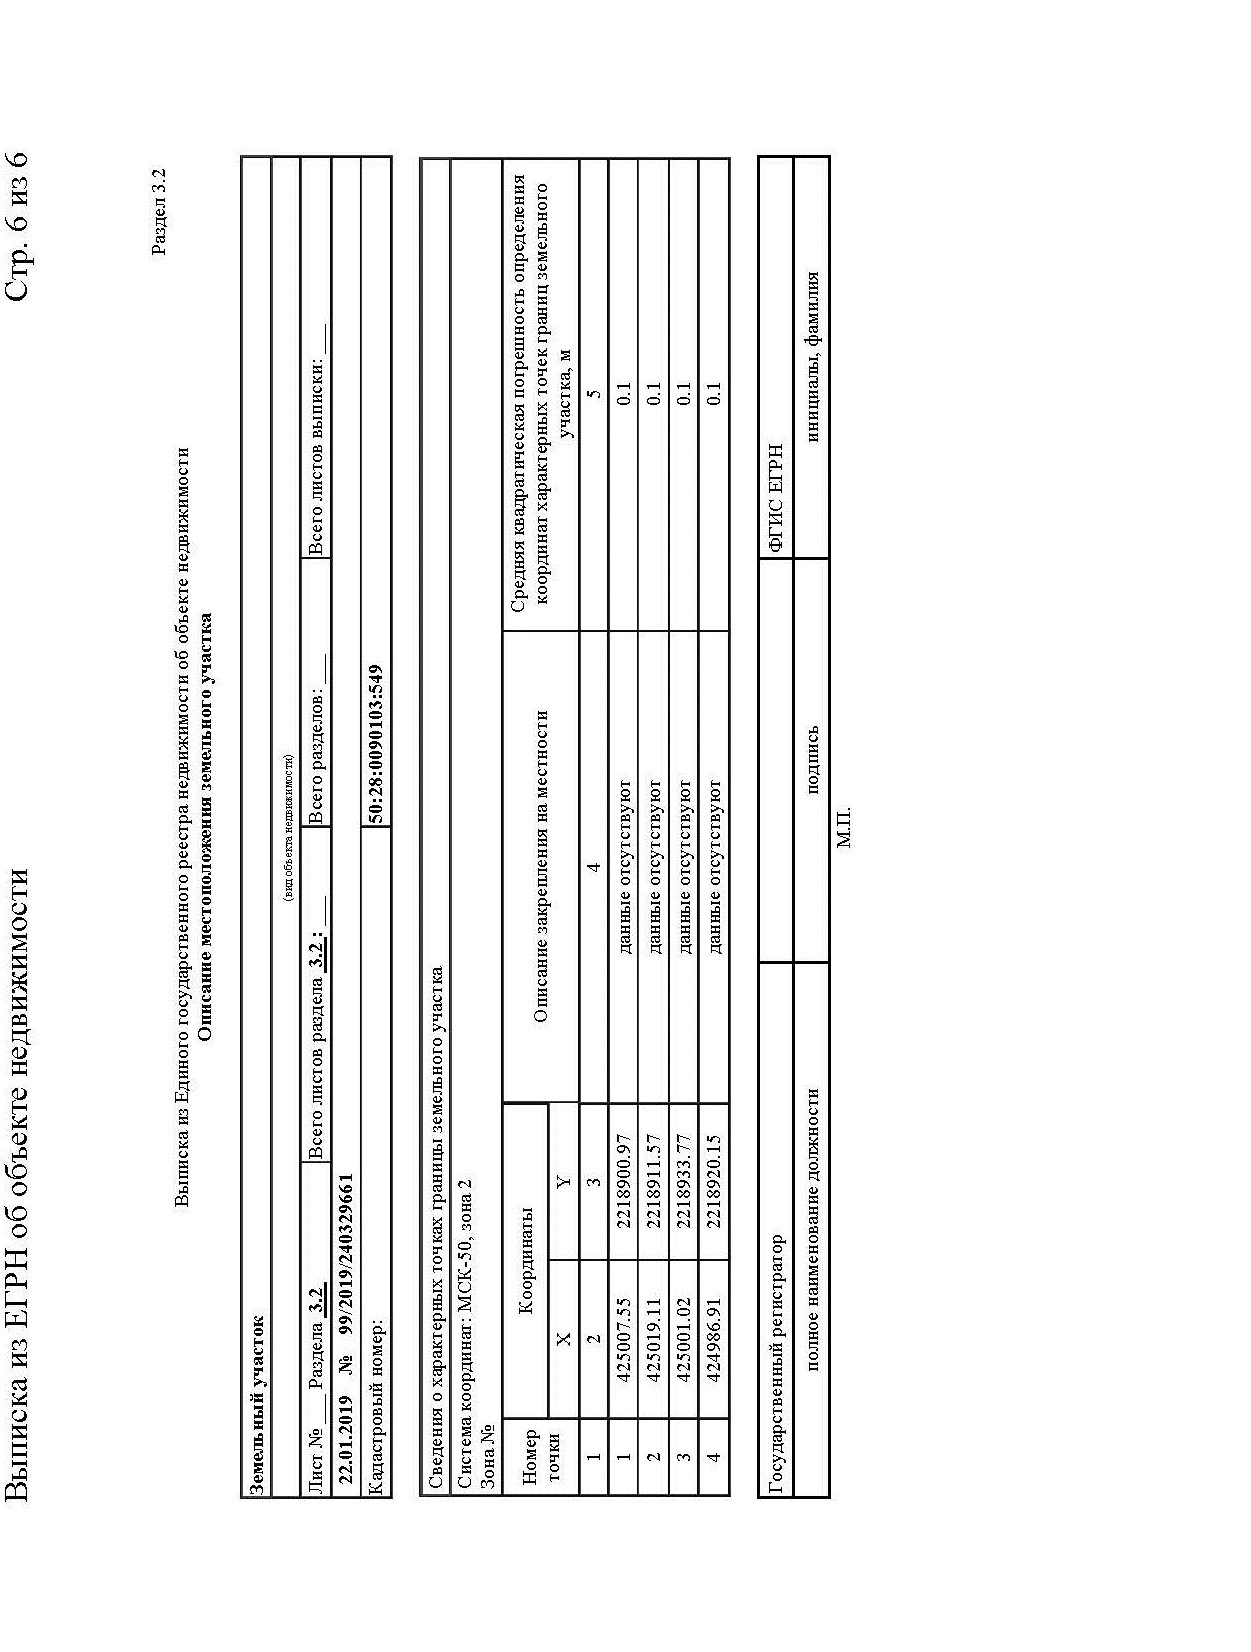 Выписка из ЕГРН об объекте недвижимости Стр. 6 из 6
Раздел 3.2
Выписка из Единого государственного реестра недвижимости об объекте недвижимости
Описание местоположения земельного участка
Земельный участок
(вид объекта недвижимости)
Лист № ___ Раздела 3.2 Всего листов раздела 3.2 : ___ Всего разделов: ___ Всего листов выписки: ___
22.01.2019 № 99/2019/240329661
Кадастровый номер: 50:28:0090103:549
Сведения о характерных точках границы земельного участка
Система координат: МСК-50, зона 2
Зона №
Номер точки Координаты Описание закрепления на местности Средняя квадратическая погрешность определения
координат характерных точек границ земельного
участка, м
X Y
1 2 3 4 5
1 425007.55 2218900.97 данные отсутствуют 0.1
2 425019.11 2218911.57 данные отсутствуют 0.1
3 425001.02 2218933.77 данные отсутствуют 0.1
4 424986.91 2218920.15 данные отсутствуют 0.1
Государственный регистратор ФГИС ЕГРН
полное наименование должности подпись инициалы, фамилия
М.П.